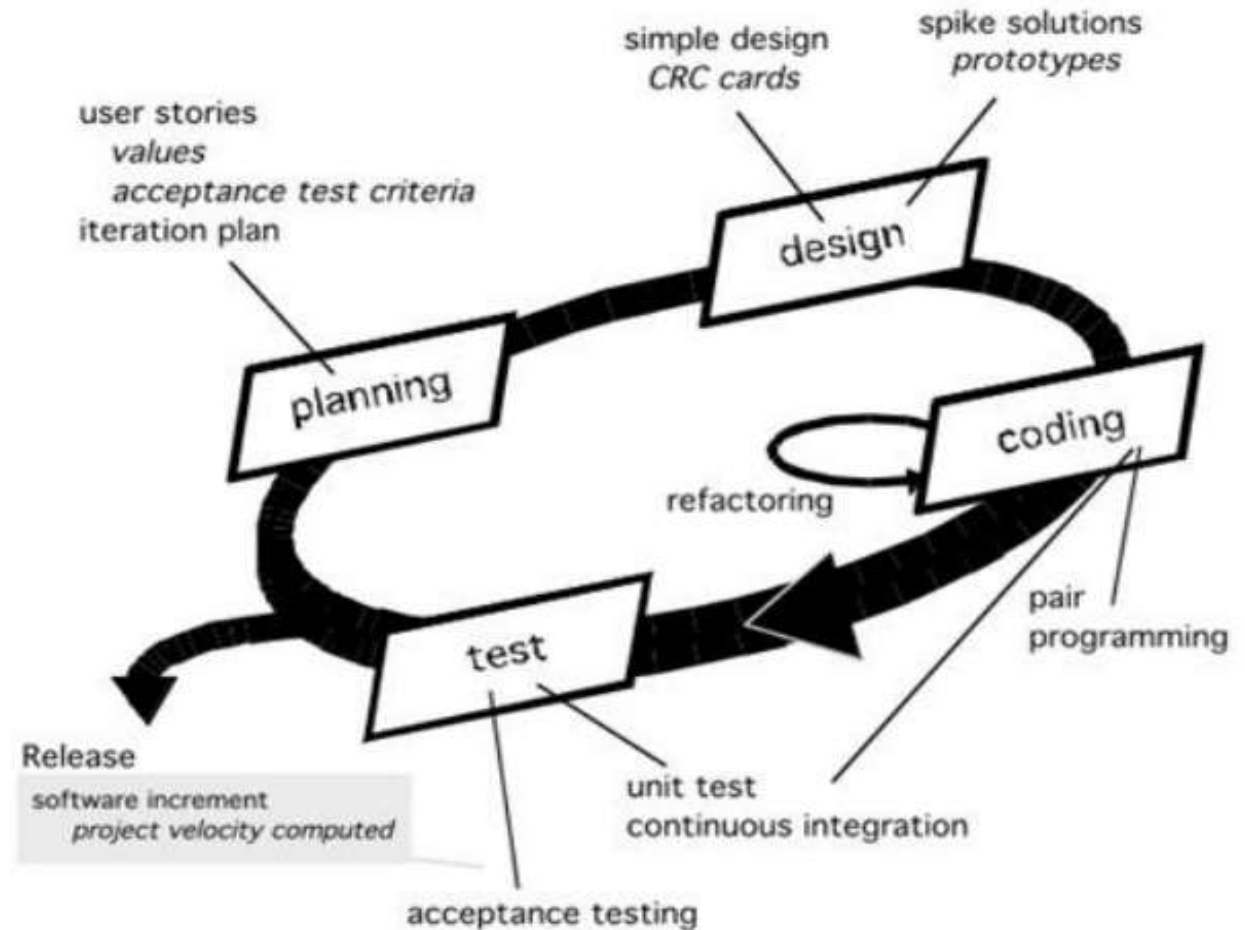 simple design
CRC cards
spike solutions
prototypes
user stories
values
acceptance test criteria
iteration plan
design
planning
coding
refactoring
pair
programming
test
Release
software increment
project velocity computed
unit test
continuous integration
acceptance testing